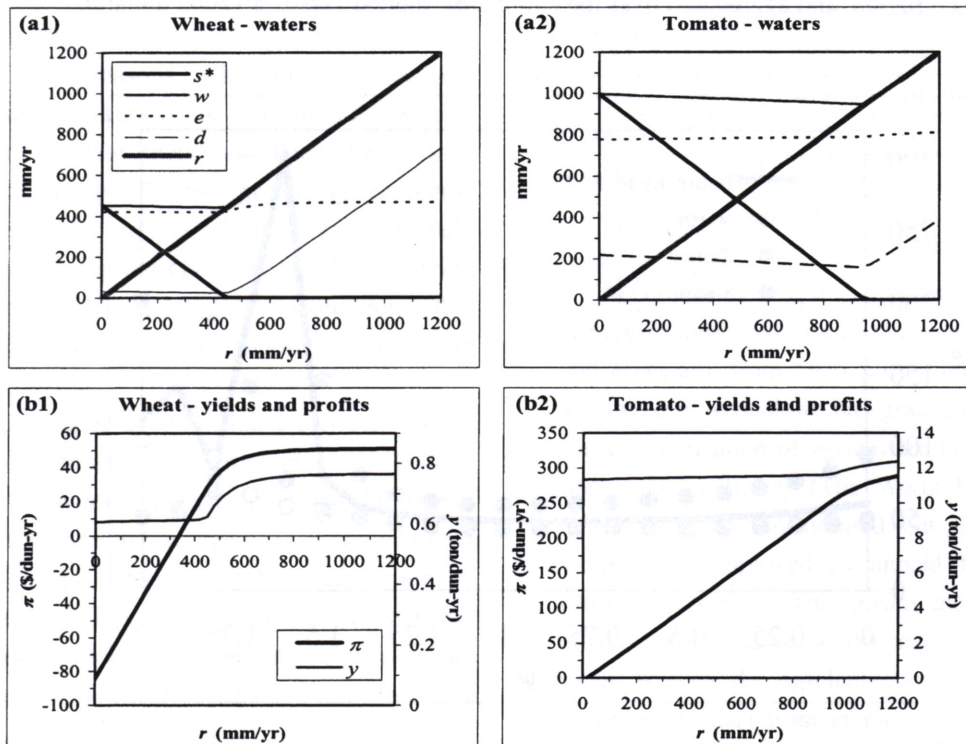 (a1) Wheat - waters
1200
1000
800
600
400
200
0
mm/yr
s*
w
e
d
r
0 200 400 600 800 1000 1200
r (mm/yr)
(a2) Tomato - waters
1200
1000
800
600
400
200
0
mm/yr
0 200 400 600 800 1000 1200
r (mm/yr)
(b1) Wheat - yields and profits
60
40
20
0
-20
-40
-60
-80
-100
π ($/dun-yr)
0 200 400 600 800 1000 1200
0.8
0.6
0.4
0.2
0
y (ton/dun-yr)
π
y
r (mm/yr)
(b2) Tomato - yields and profits
350
300
250
200
150
100
50
0
π ($/dun-yr)
14
12
10
8
6
4
2
0
y (ton/dun-yr)
0 200 400 600 800 1000 1200
r (mm/yr)